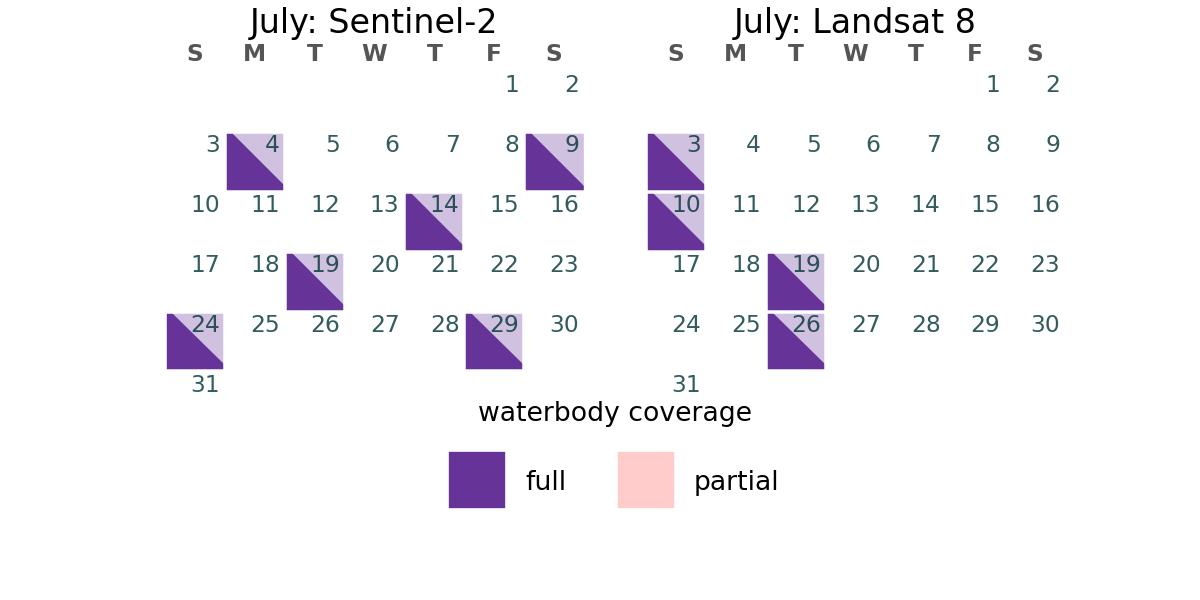 July: Sentinel-2
S M T W T F S
1 2
3 4 5 6 7 8 9
10 11 12 13 14 15 16
17 18 19 20 21 22 23
24 25 26 27 28 29 30
31
July: Landsat 8
S M T W T F S
1 2
3 4 5 6 7 8 9
10 11 12 13 14 15 16
17 18 19 20 21 22 23
24 25 26 27 28 29 30
31
waterbody coverage
full partial